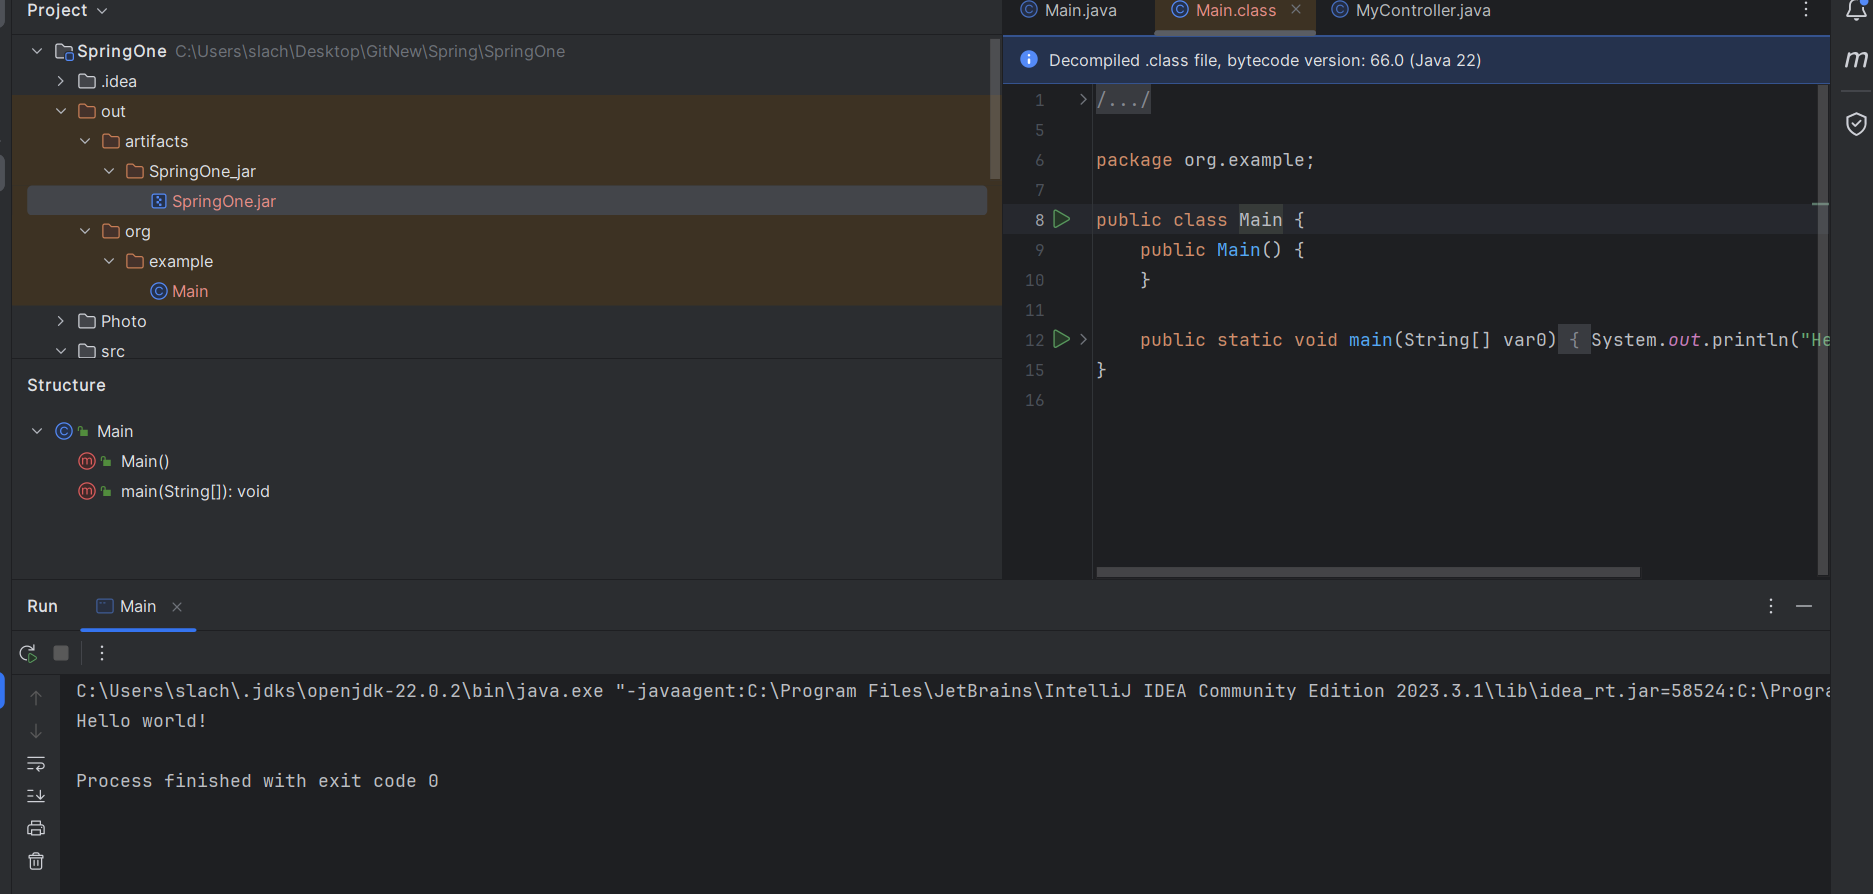 Project
SpringOne C:\Users\slach\Desktop\GitNew\Spring\SpringOne
.idea
out
artifacts
SpringOne_jar
SpringOne.jar
org
example
Main
Photo
src
Structure
Main
Main()
main(String[]): void
Main.java Main.class MyController.java
Decompiled .class file, bytecode version: 66.0 (Java 22)
1 /.../
5
6 package org.example;
7
8 public class Main {
9 public Main() {
10 }
11
12 public static void main(String[] var0) { System.out.println("He
15 }
16
m
Run Main
C:\Users\slach\.jdks\openjdk-22.0.2\bin\java.exe "-javaagent:C:\Program Files\JetBrains\IntelliJ IDEA Community Edition 2023.3.1\lib\idea_rt.jar=58524:C:\Progra
Hello world!
Process finished with exit code 0